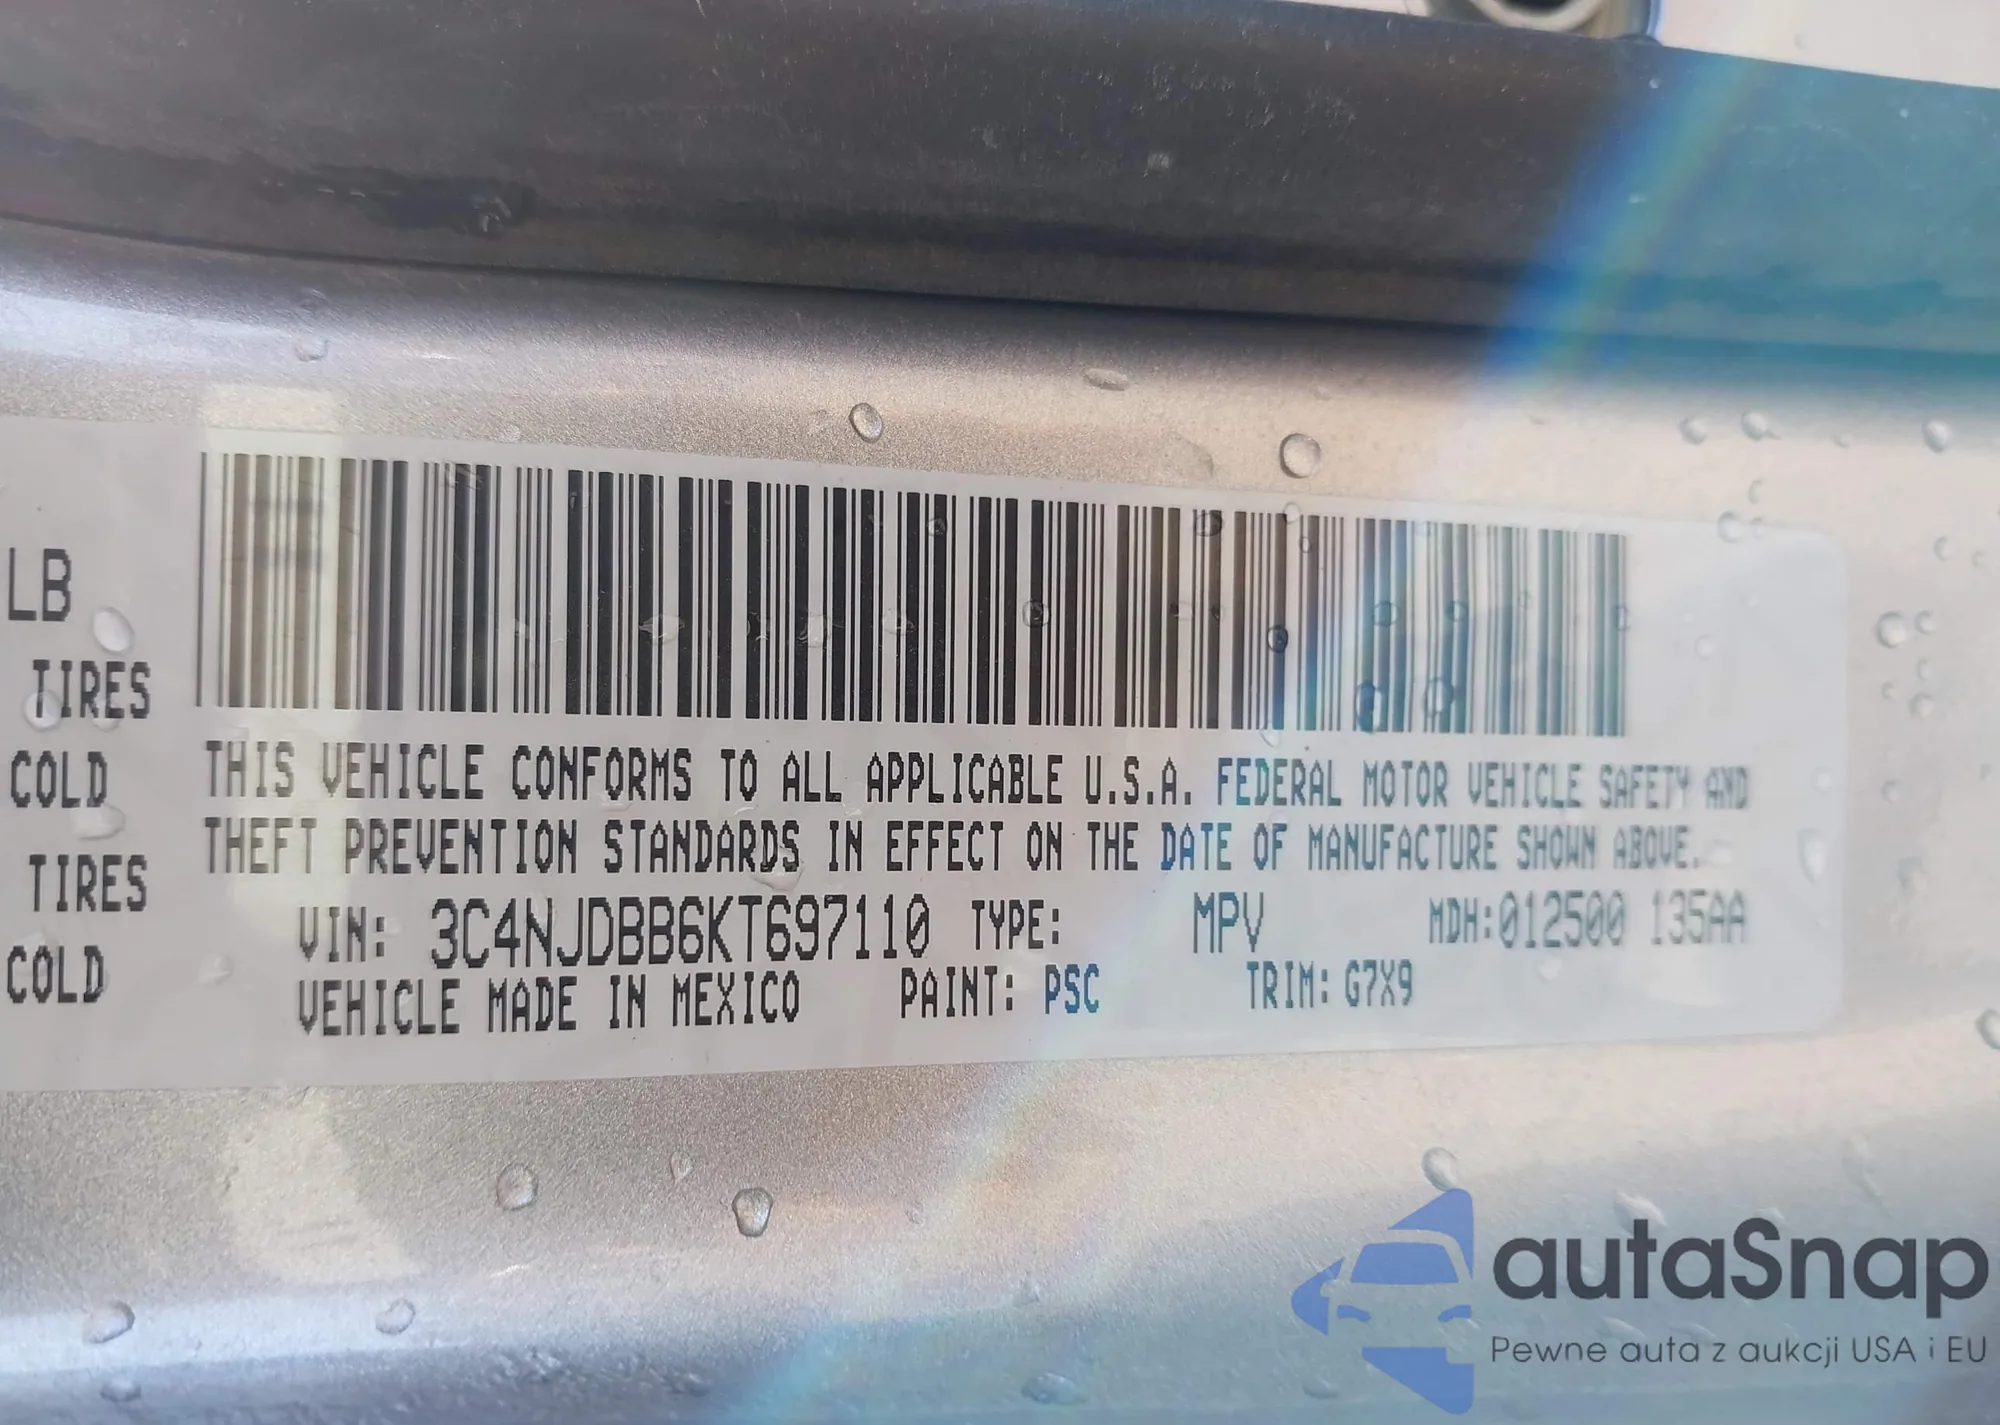 LB
TIRES
COLD
TIRES
COLD
THIS VEHICLE CONFORMS TO ALL APPLICABLE U.S.A. FEDERAL MOTOR VEHICLE SAFETY AND
THEFT PREVENTION STANDARDS IN EFFECT ON THE DATE OF MANUFACTURE SHOWN ABOVE.
VIN: 3C4NJDBB6KT697110 TYPE: MPV MDH:012500 135AA
VEHICLE MADE IN MEXICO PAINT: PSC TRIM: G7X9
autaSnap
Pewne auta z aukcji USA i EU